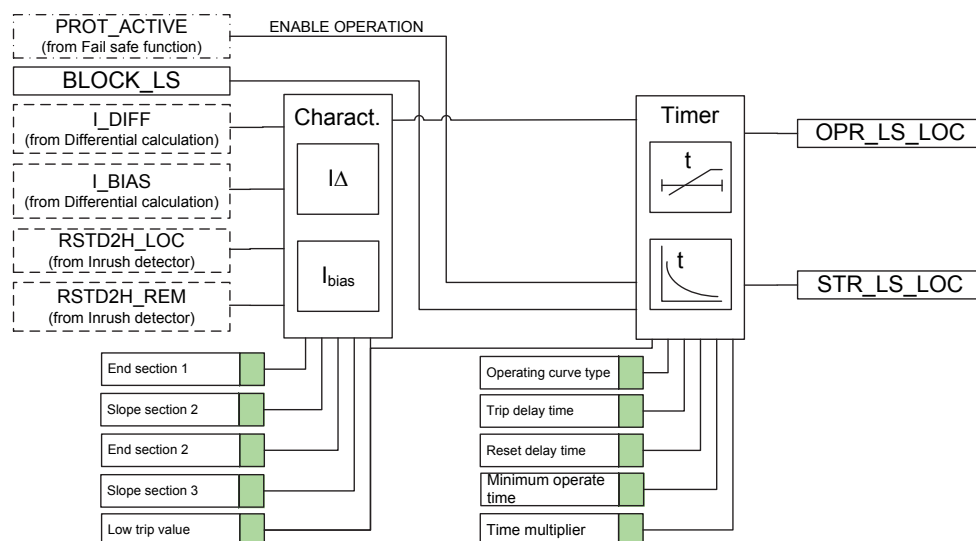 PROT_ACTIVE
(from Fail safe function)
ENABLE OPERATION
BLOCK_LS
I_DIFF
(from Differential calculation)
I_BIAS
(from Differential calculation)
RSTD2H_LOC
(from Inrush detector)
RSTD2H_REM
(from Inrush detector)
Charact.
IΔ
Ibias
Timer
t
t
OPR_LS_LOC
STR_LS_LOC
End section 1
Slope section 2
End section 2
Slope section 3
Low trip value
Operating curve type
Trip delay time
Reset delay time
Minimum operate
time
Time multiplier